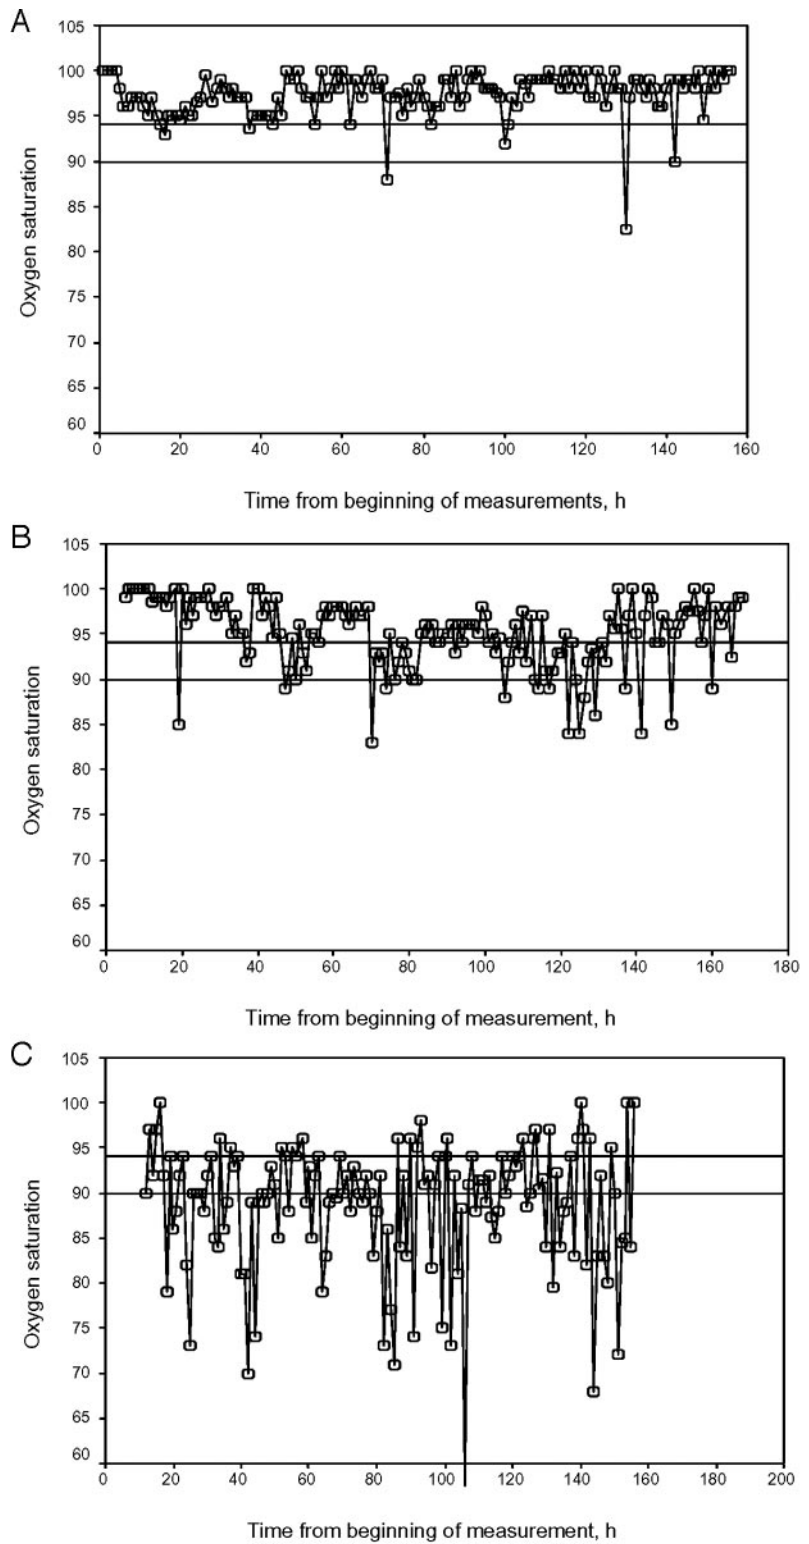 A
105
100
95
90
85
80
75
70
65
60
Oxygen saturation
0 20 40 60 80 100 120 140 160
Time from beginning of measurements, h
B
105
100
95
90
85
80
75
70
65
60
Oxygen saturation
0 20 40 60 80 100 120 140 160 180
Time from beginning of measurement, h
C
105
100
95
90
85
80
75
70
65
60
Oxygen saturation
0 20 40 60 80 100 120 140 160 180 200
Time from beginning of measurement, h